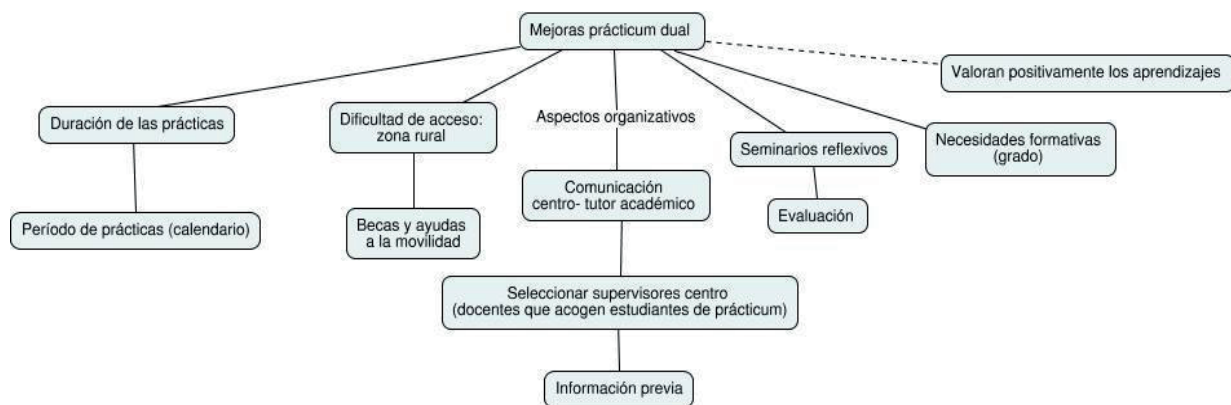 Mejoras prácticum dual
Valoran positivamente los aprendizajes
Duración de las prácticas
Dificultad de acceso:
zona rural
Aspectos organizativos
Seminarios reflexivos
Necesidades formativas
(grado)
Período de prácticas (calendario)
Becas y ayudas
a la movilidad
Comunicación
centro- tutor académico
Evaluación
Seleccionar supervisores centro
(docentes que acogen estudiantes de prácticum)
Información previa